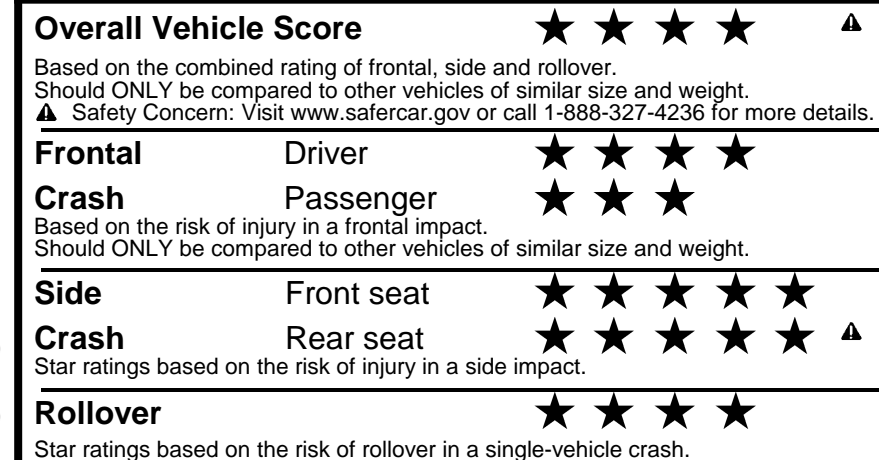 Overall Vehicle Score ★ ★ ★ ★ ⚠
Based on the combined rating of frontal, side and rollover.
Should ONLY be compared to other vehicles of similar size and weight.
⚠ Safety Concern: Visit www.safercar.gov or call 1-888-327-4236 for more details.
Frontal Driver ★ ★ ★ ★
Crash Passenger ★ ★ ★
Based on the risk of injury in a frontal impact.
Should ONLY be compared to other vehicles of similar size and weight.
Side Front seat ★ ★ ★ ★ ★
Crash Rear seat ★ ★ ★ ★ ★ ⚠
Star ratings based on the risk of injury in a side impact.
Rollover ★ ★ ★ ★
Star ratings based on the risk of rollover in a single-vehicle crash.